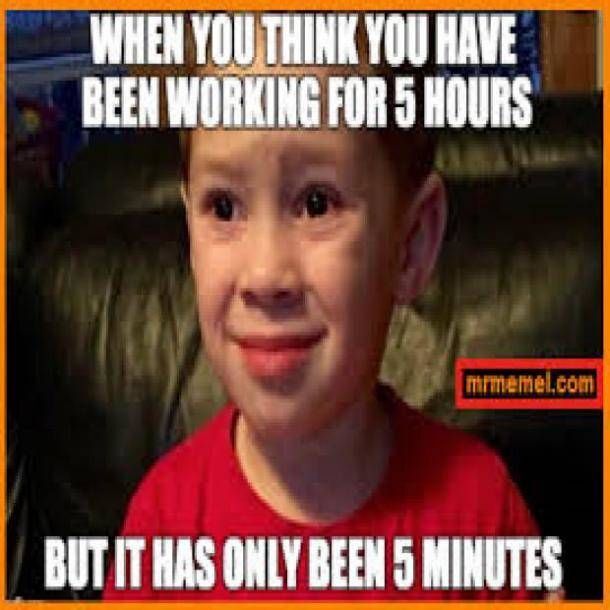 WHEN YOU THINK YOU HAVE
BEEN WORKING FOR 5 HOURS
mrmemel.com
BUT IT HAS ONLY BEEN 5 MINUTES